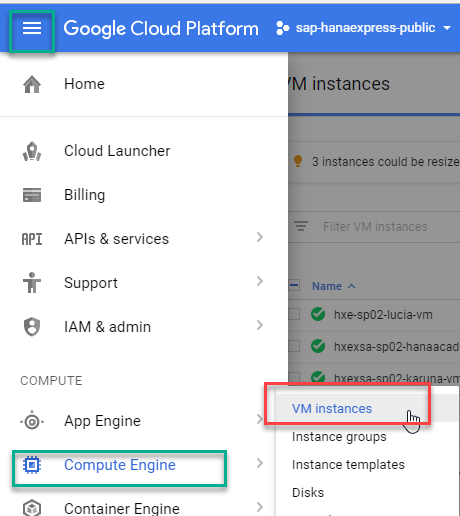 Google Cloud Platform
sap-hanaexpress-public
Home
VM instances
Cloud Launcher
3 instances could be resize
Billing
API APIs & services
Filter VM instances
Support
Name
IAM & admin
hxe-sp02-lucia-vm
hxexsa-sp02-hanaacad
COMPUTE
hxexsa-sp02-karuna-vm
App Engine
VM instances
Instance groups
Compute Engine
Instance templates
Disks
Container Engine